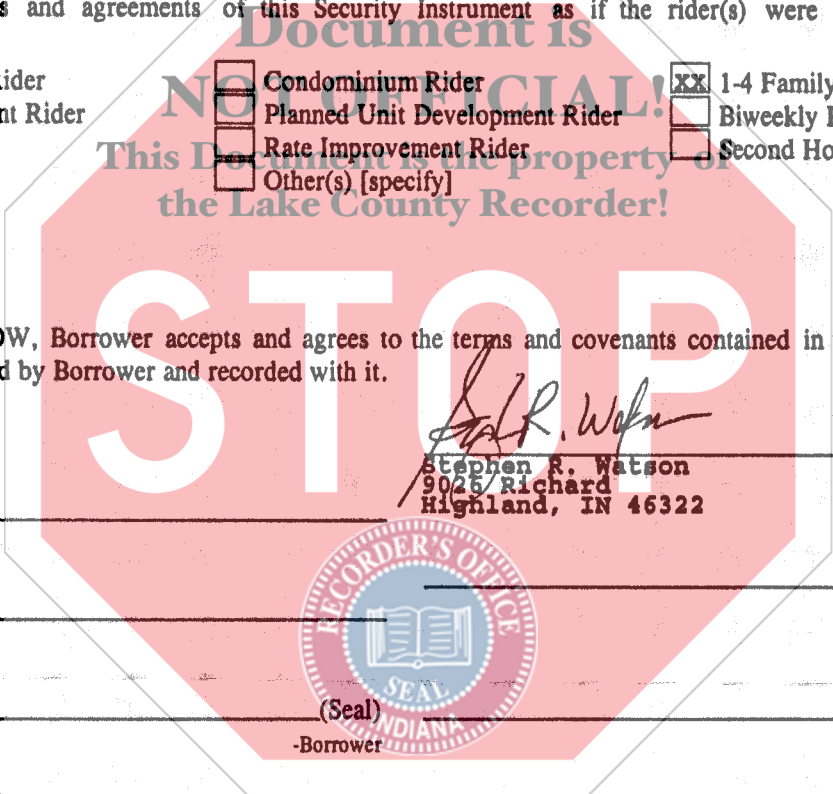 s and agreements of this Security Instrument as if the rider(s) were
Document is
NOT OFFICIAL!
This Document is the property of
the Lake County Recorder!
ider
nt Rider
Condominium Rider
Planned Unit Development Rider
Rate Improvement Rider
Other(s) [specify]
XX 1-4 Family
Biweekly
Second Ho
STOP
OW, Borrower accepts and agrees to the terms and covenants contained in
d by Borrower and recorded with it.
Stephen R. Watson
9026 Richard
Highland, IN 46322
RECORDER'S OFFICE
SEAL
INDIANA
(Seal)
-Borrower